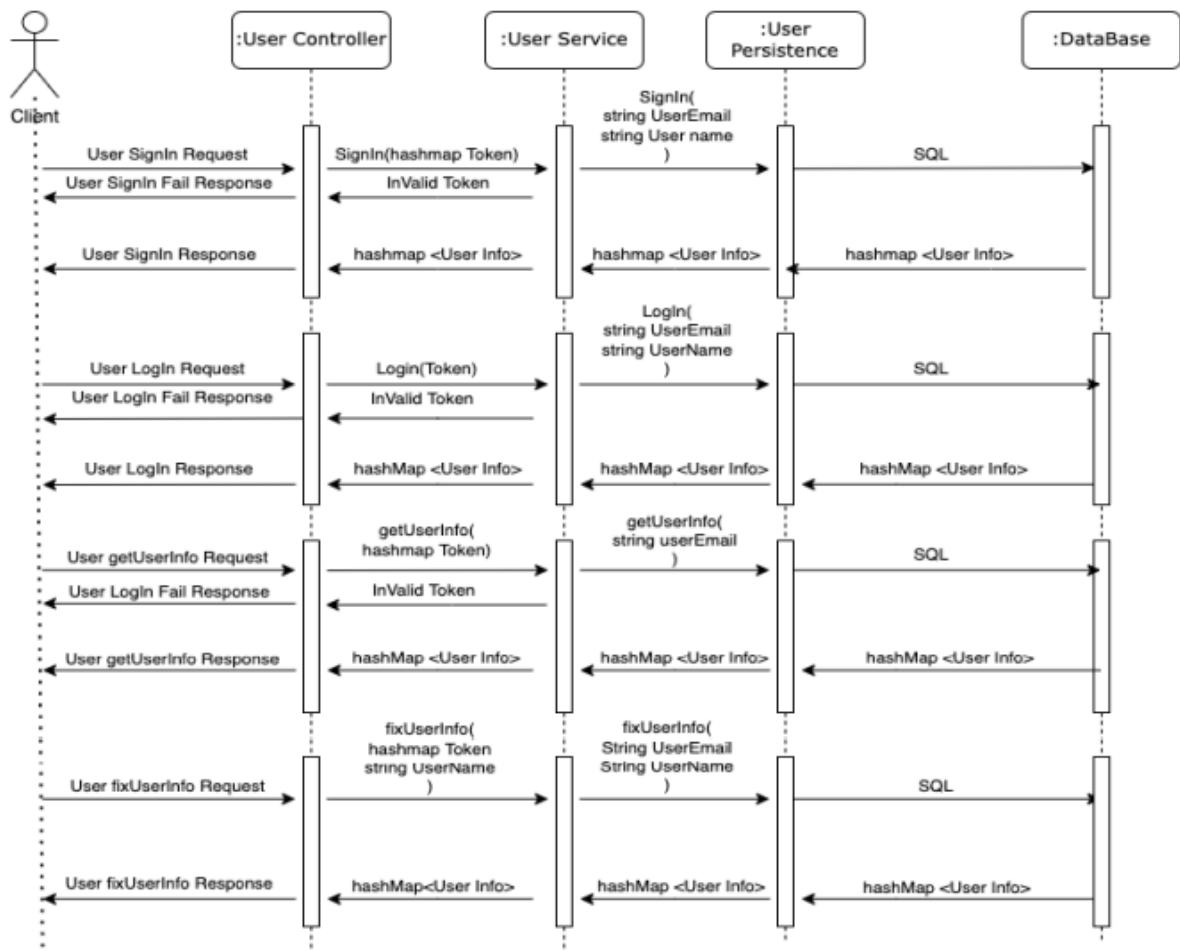 :User Controller
:User Service
:User
Persistence
:DataBase
Client
SignIn(
string UserEmail
string User name
)
User SignIn Request
SignIn(hashmap Token)
SQL
User SignIn Fail Response
InValid Token
User SignIn Response
hashmap <User Info>
hashmap <User Info>
hashmap <User Info>
LogIn(
string UserEmail
string UserName
)
User LogIn Request
Login(Token)
SQL
User LogIn Fail Response
InValid Token
User LogIn Response
hashMap <User Info>
hashMap <User Info>
hashMap <User Info>
getUserInfo(
hashmap Token)
getUserInfo(
string userEmail
)
User getUserInfo Request
SQL
User LogIn Fail Response
InValid Token
User getUserInfo Response
hashMap <User Info>
hashMap <User Info>
hashMap <User Info>
fixUserInfo(
hashmap Token
string UserName
)
fixUserInfo(
String UserEmail
String UserName
)
User fixUserInfo Request
SQL
User fixUserInfo Response
hashMap<User Info>
hashMap <User Info>
hashMap <User Info>